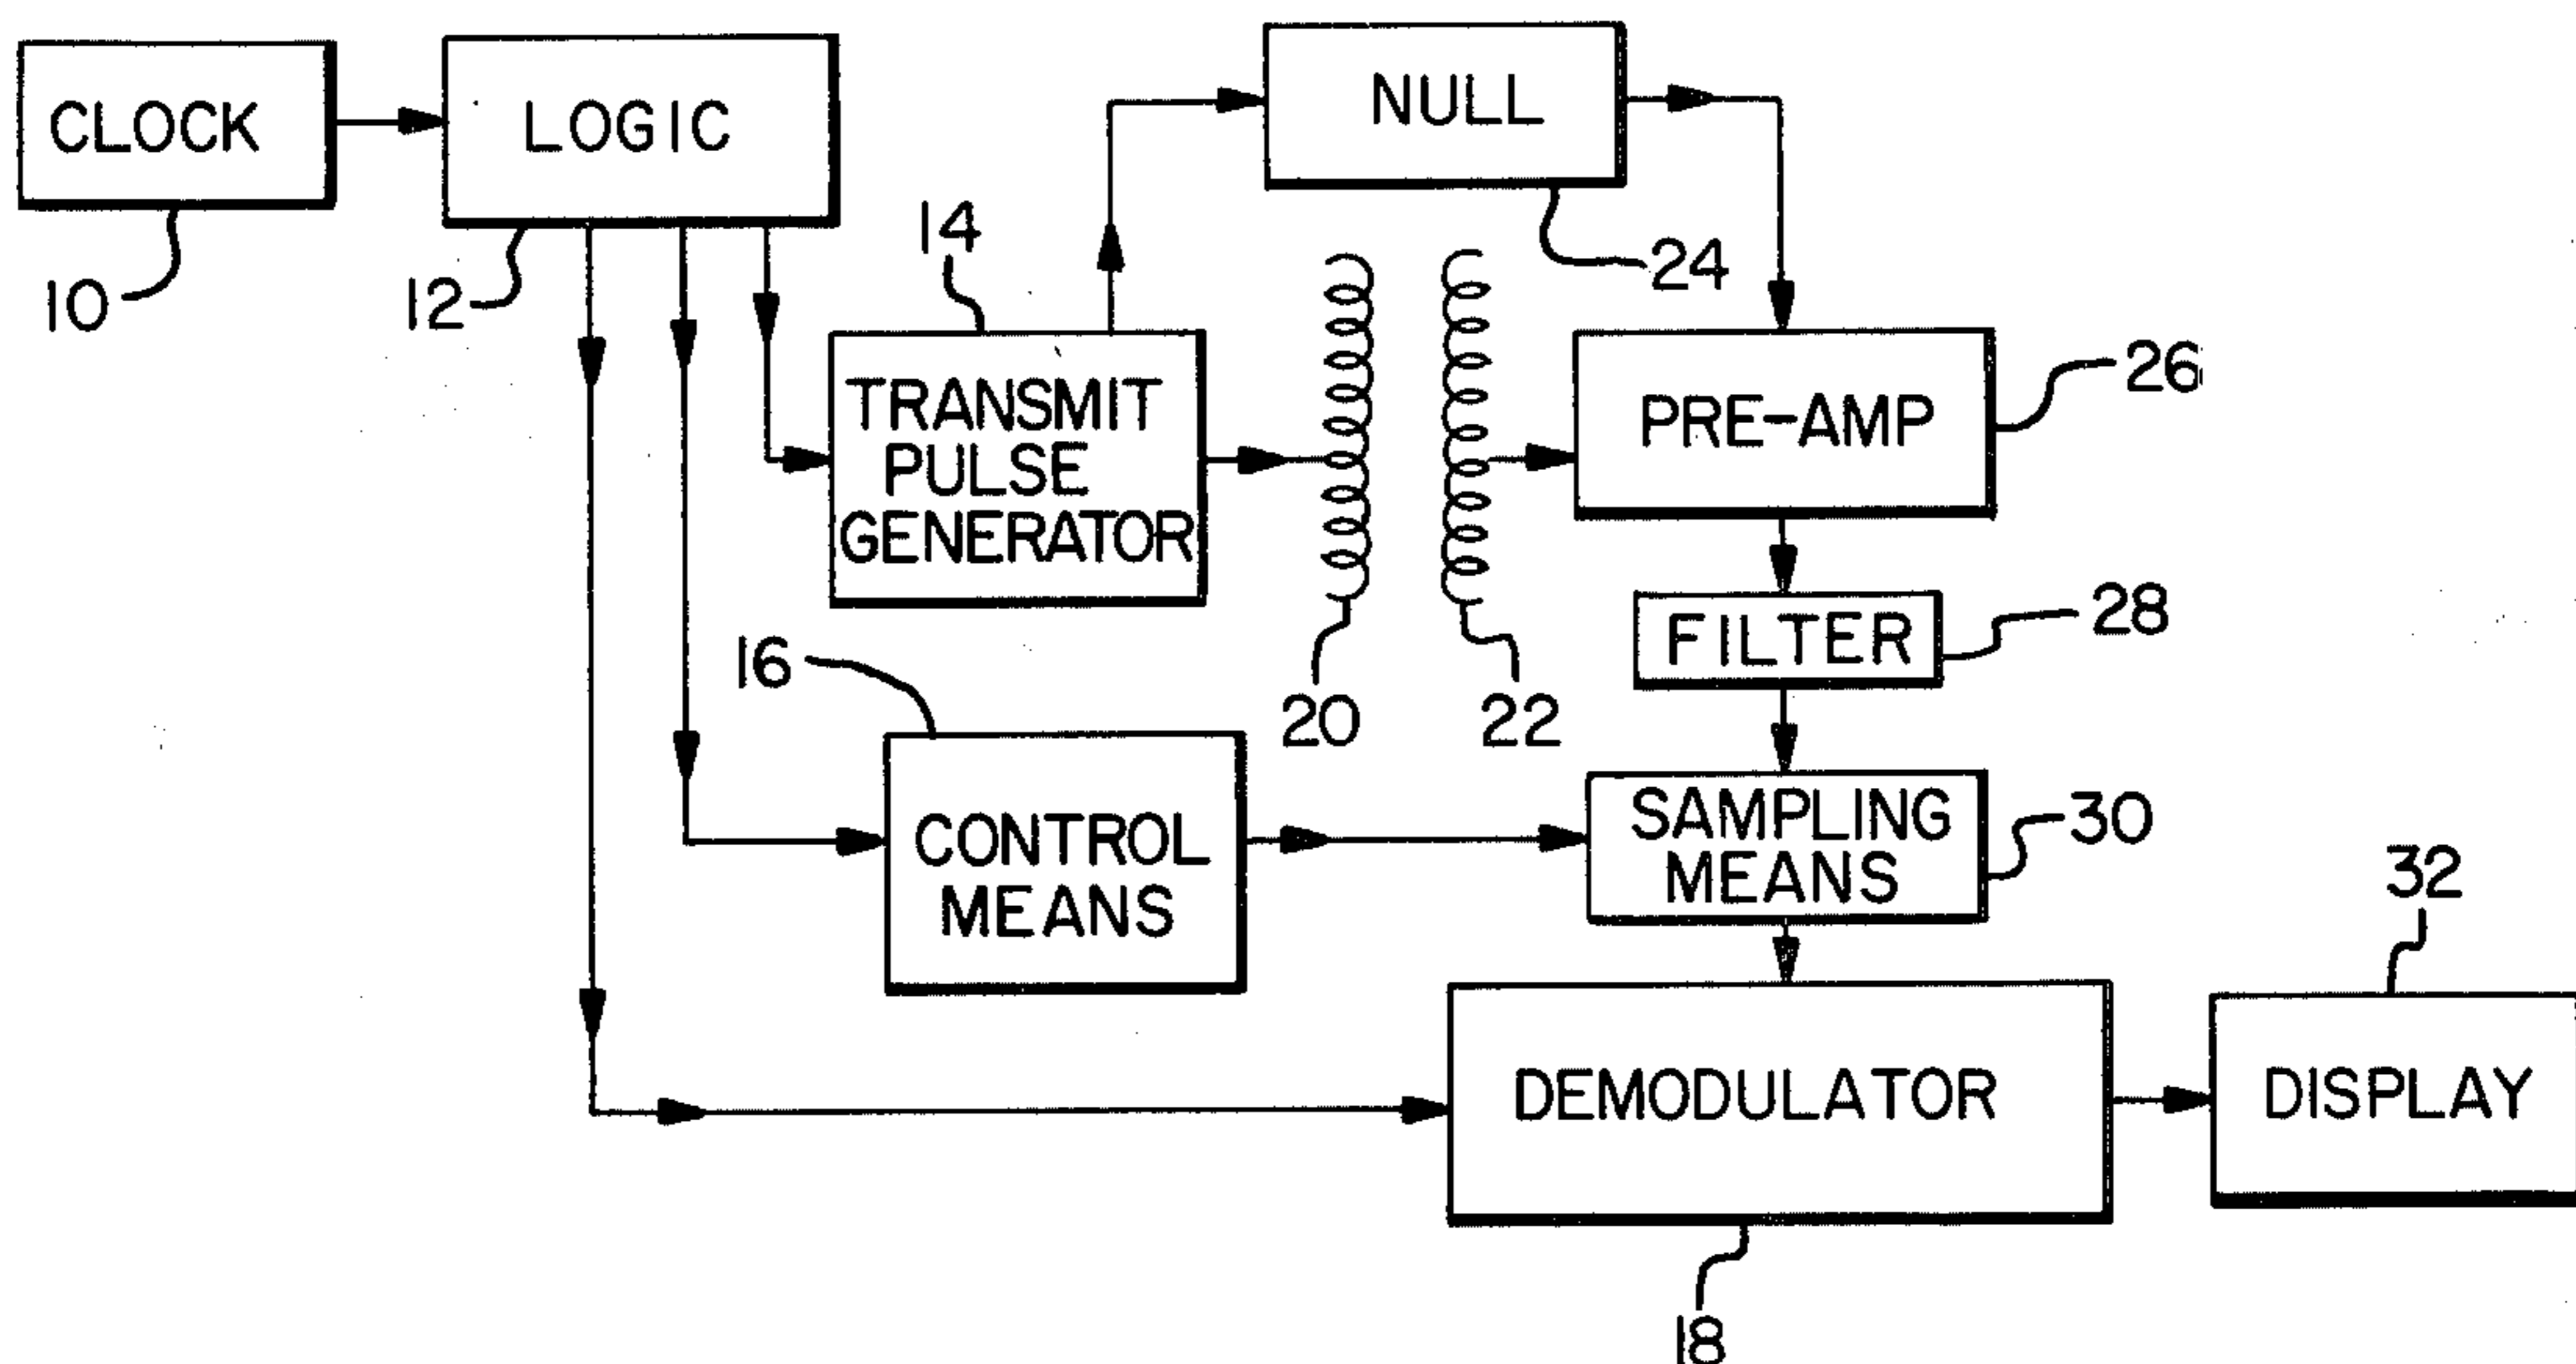 CLOCK
LOGIC
NULL
10
12
14
24
TRANSMIT
PULSE
GENERATOR
PRE-AMP
26
16
20
22
FILTER
28
CONTROL
MEANS
SAMPLING
MEANS
30
32
DEMODULATOR
DISPLAY
18